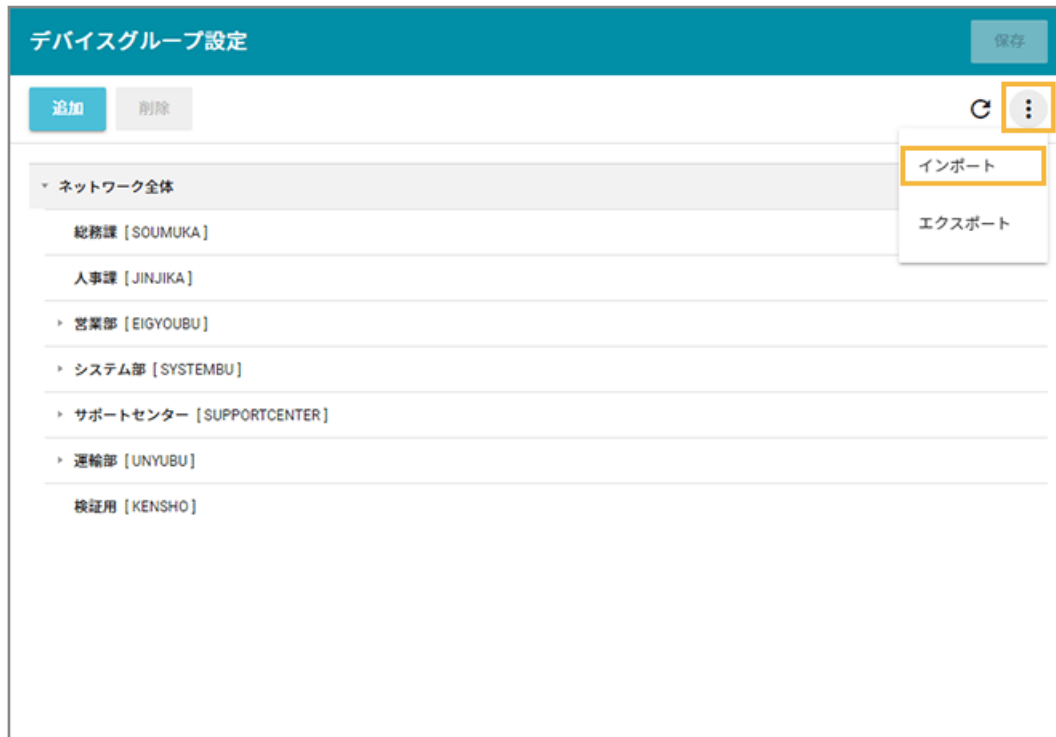 デバイスグループ設定
保存
追加
削除
インポート
エクスポート
ネットワーク全体
総務課 [ SOUMUKA ]
人事課 [ JINJIKA ]
営業部 [ EIGYOUBU ]
システム部 [ SYSTEMBU ]
サポートセンター [ SUPPORTCENTER ]
運輸部 [ UNYUBU ]
検証用 [ KENSHO ]